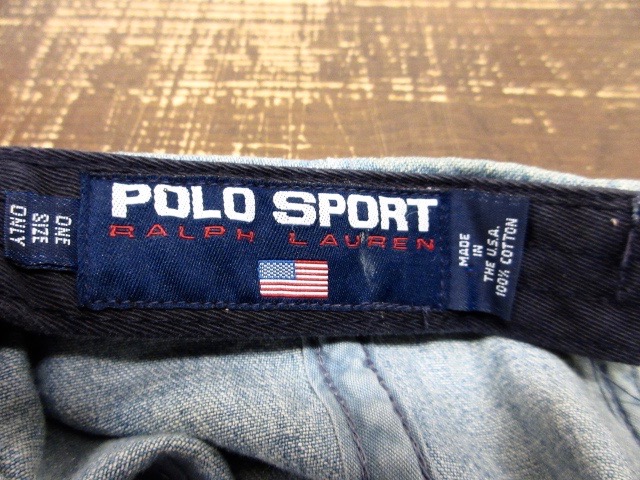 POLO SPORT
RALPH LAUREN
ONE
SIZE
ONLY
MADE
IN
THE U.S.A.
100% COTTON